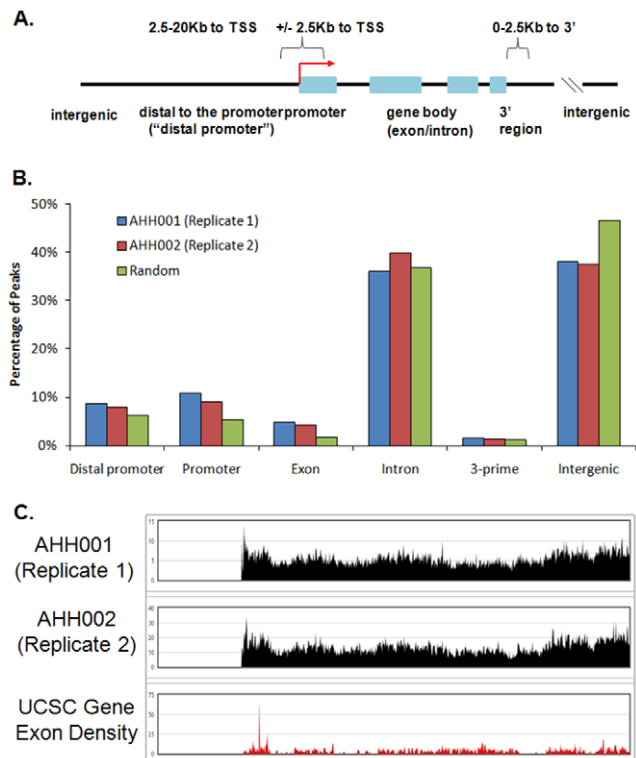 A.
2.5-20Kb to TSS +/- 2.5Kb to TSS 0-2.5Kb to 3'
intergenic distal to the promoter promoter gene body 3' intergenic
("distal promoter") (exon/intron) region
B.
50%
40%
30%
20%
10%
0%
Percentage of Peaks
AHH001 (Replicate 1)
AHH002 (Replicate 2)
Random
Distal promoter Promoter Exon Intron 3-prime Intergenic
C.
AHH001
(Replicate 1)
15
10
5
0
AHH002
(Replicate 2)
40
30
20
10
0
UCSC Gene
Exon Density
75
50
25
0